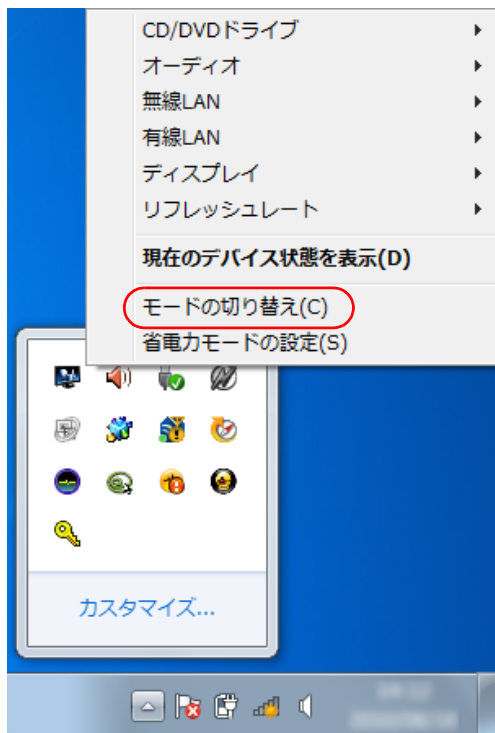 CD/DVDドライブ
オーディオ
無線LAN
有線LAN
ディスプレイ
リフレッシュレート
現在のデバイス状態を表示(D)
モードの切り替え(C)
省電力モードの設定(S)
カスタマイズ...